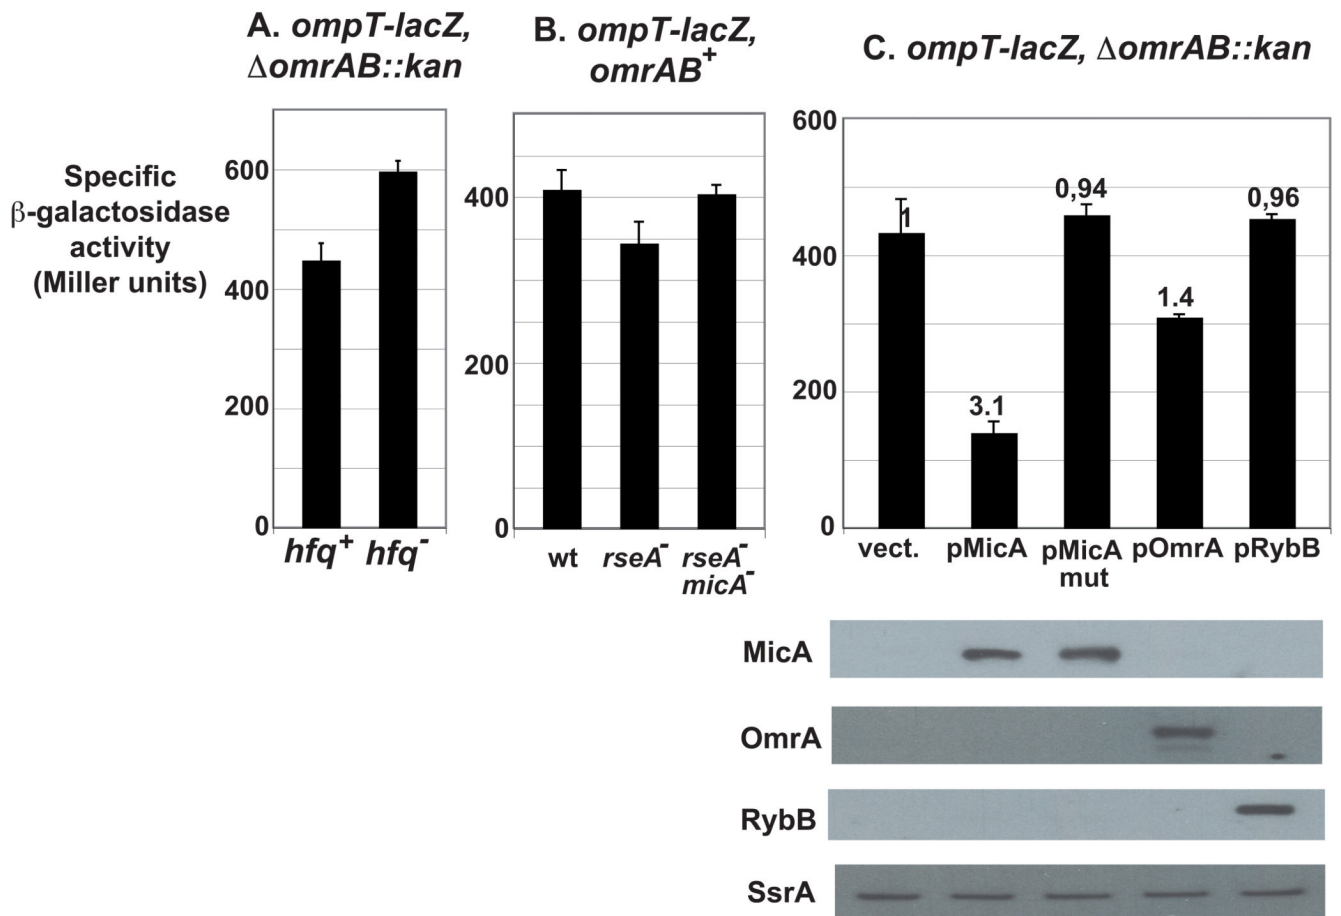 A. ompT-lacZ,
ΔomrAB::kan
B. ompT-lacZ,
omrAB+
C. ompT-lacZ, ΔomrAB::kan
Specific
β-galactosidase
activity
(Miller units)
600
400
200
0
hfq+ hfq-
400
200
0
wt rseA- rseA-
micA-
600
400
200
0
1
3.1
0,94
1.4
0,96
vect. pMicA pMicA pOmrA pRybB
mut
MicA
OmrA
RybB
SsrA